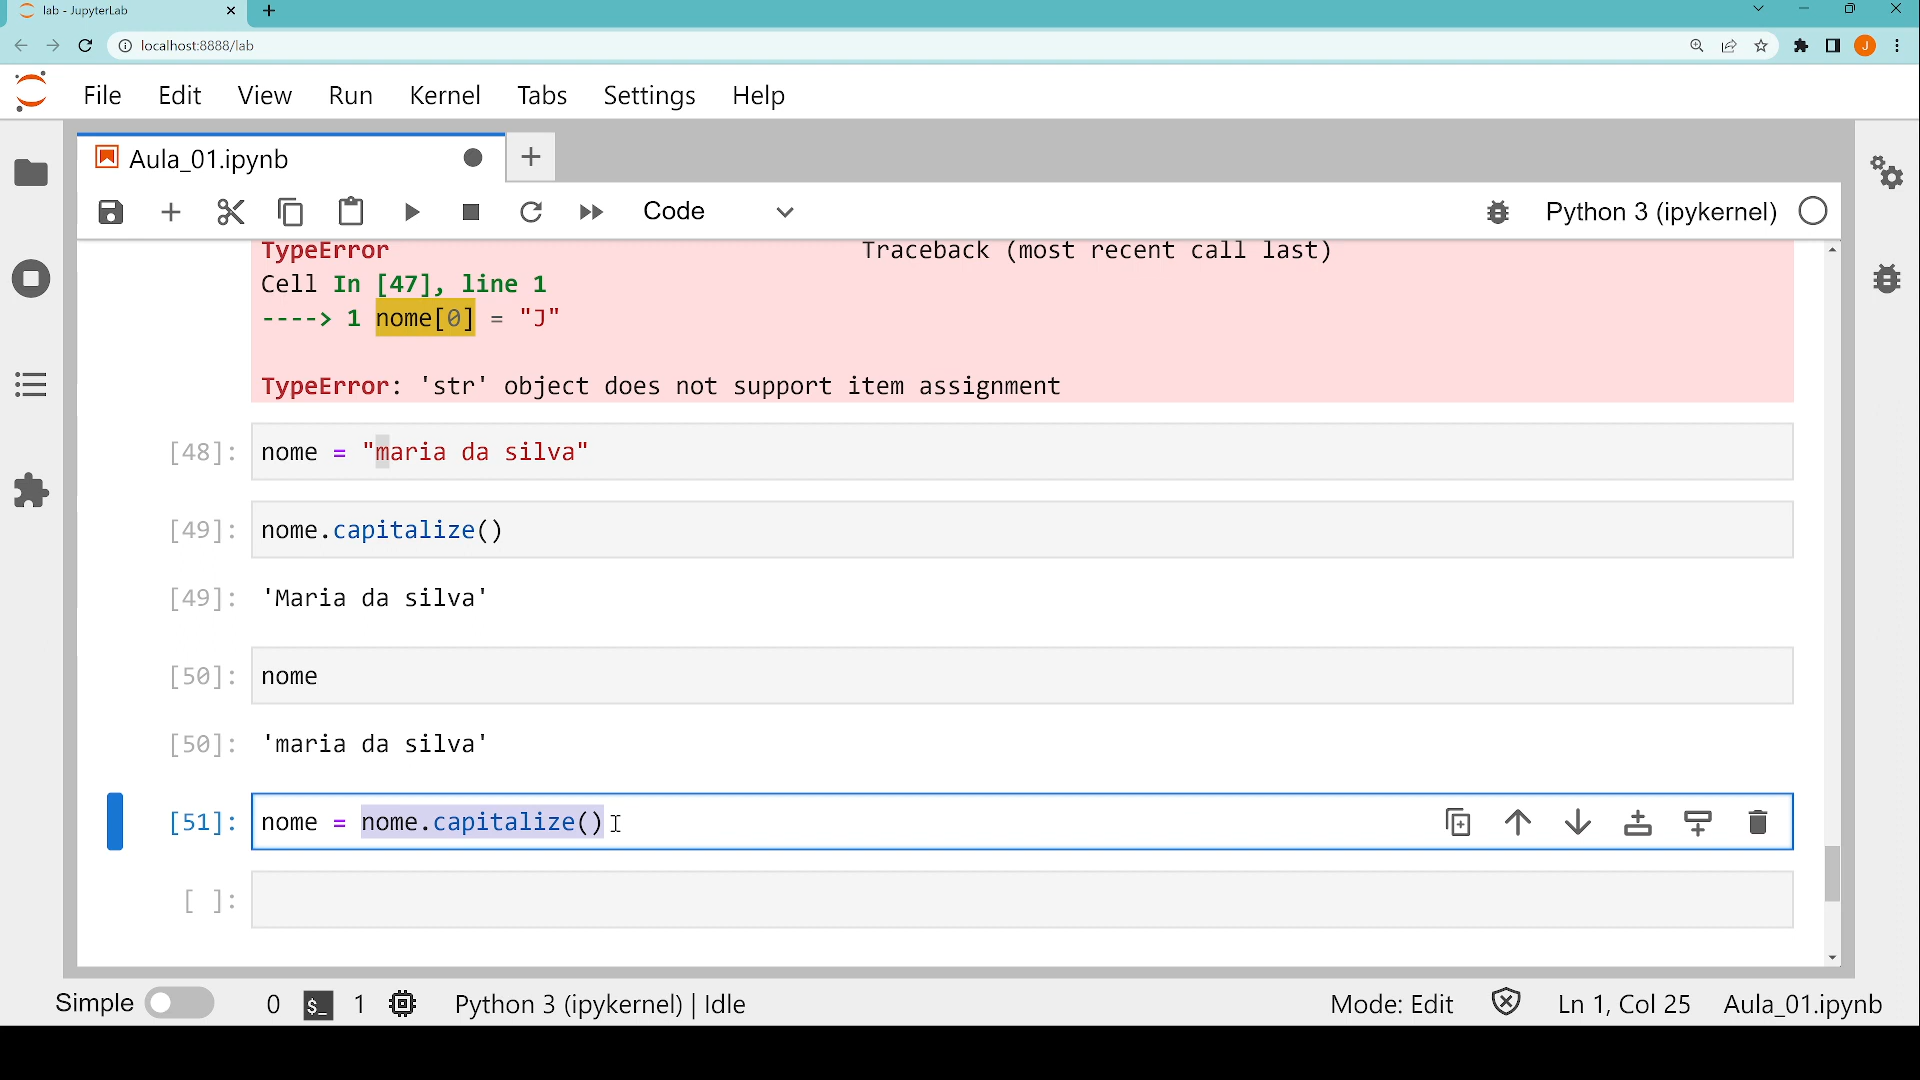 lab - JupyterLab
localhost:8888/lab
J
File Edit View Run Kernel Tabs Settings Help
Aula_01.ipynb
Code
Python 3 (ipykernel)
TypeError Traceback (most recent call last)
Cell In [47], line 1
----> 1 nome[0] = "J"
TypeError: 'str' object does not support item assignment
[48]: nome = "maria da silva"
[49]: nome.capitalize()
[49]: 'Maria da silva'
[50]: nome
[50]: 'maria da silva'
[51]: nome = nome.capitalize()
[ ]:
Simple 0 $_ 1 Python 3 (ipykernel) | Idle Mode: Edit Ln 1, Col 25 Aula_01.ipynb